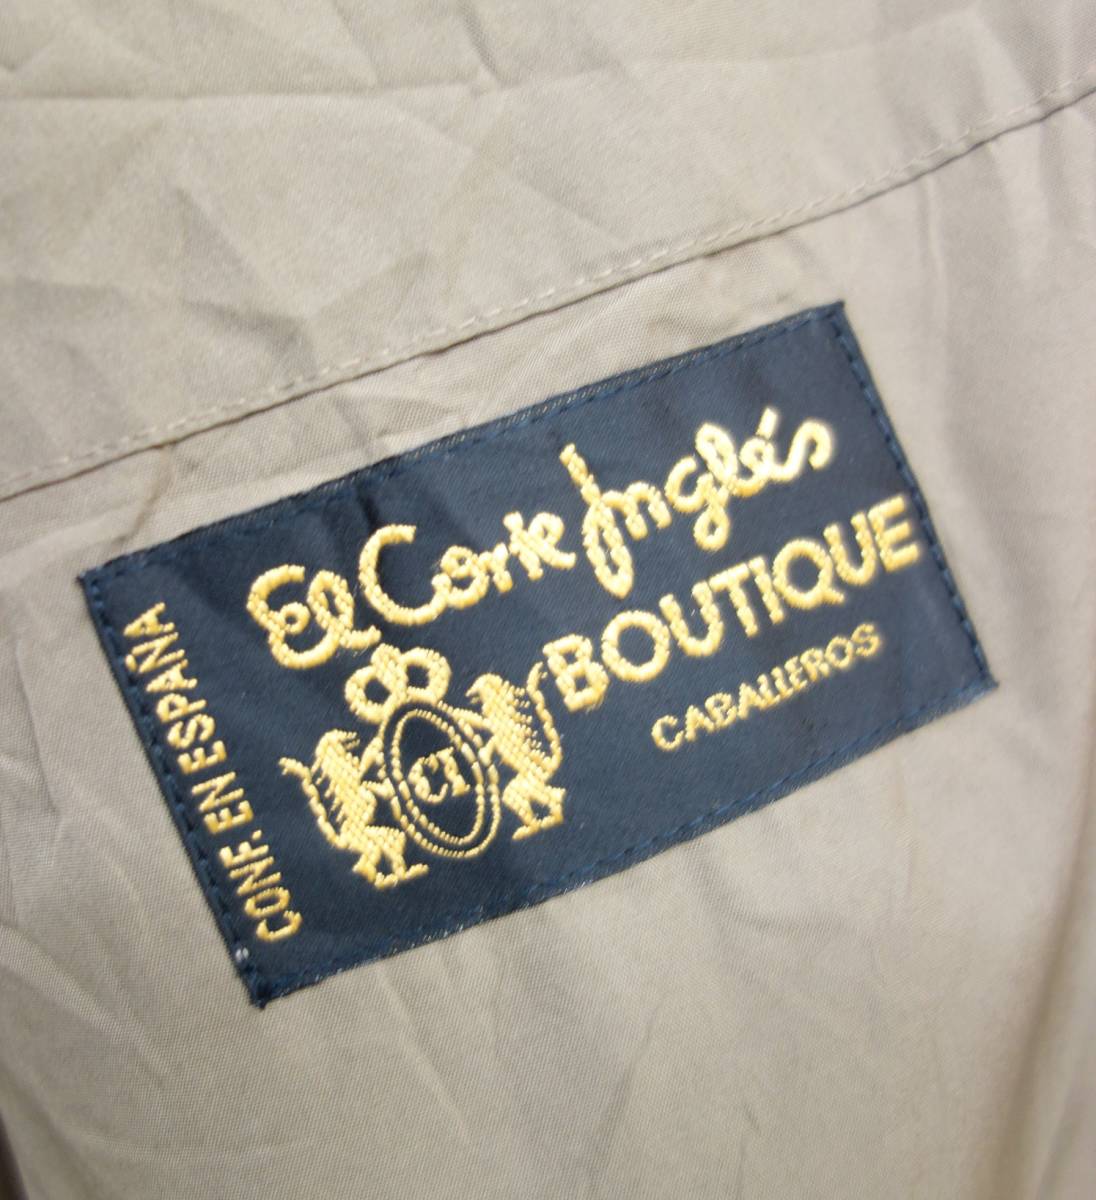 El Corte Inglés
BOUTIQUE
CABALLEROS
CI
CONF. EN ESPAÑA